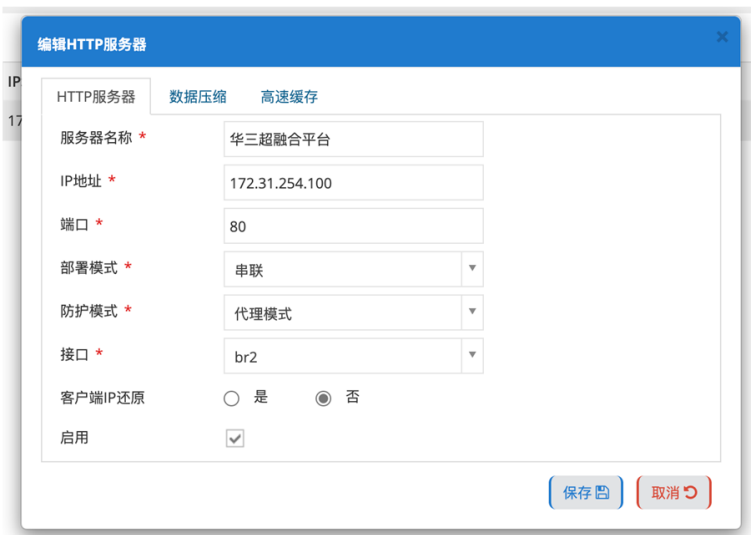 编辑HTTP服务器
×
IP
17
HTTP服务器 数据压缩 高速缓存
服务器名称 * 华三超融合平台
IP地址 * 172.31.254.100
端口 * 80
部署模式 * 串联
防护模式 * 代理模式
接口 * br2
客户端IP还原 是 否
启用
保存 取消